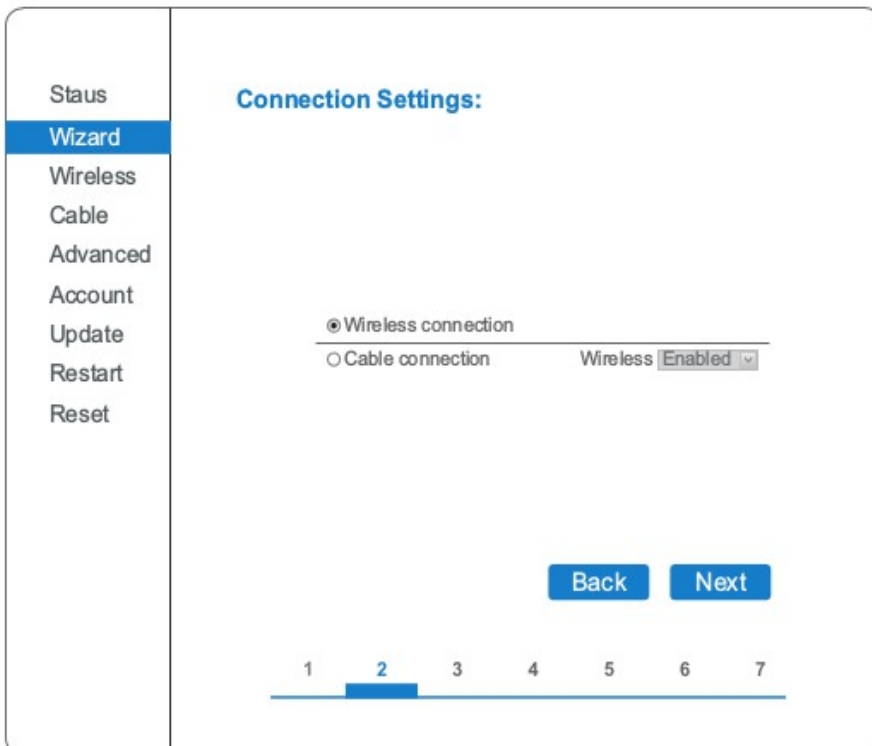 Staus
Wizard
Wireless
Cable
Advanced
Account
Update
Restart
Reset
Connection Settings:
Wireless connection
Cable connection Wireless Enabled
Back Next
1 2 3 4 5 6 7